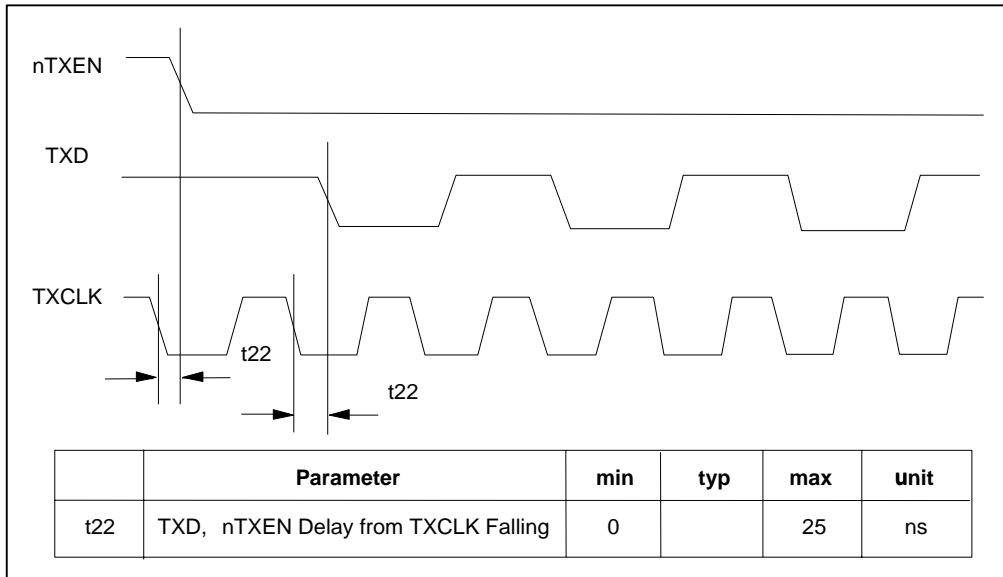 nTXEN
TXD
TXCLK
t22
t22
Parameter min typ max unit
t22 TXD, nTXEN Delay from TXCLK Falling 0 25 ns